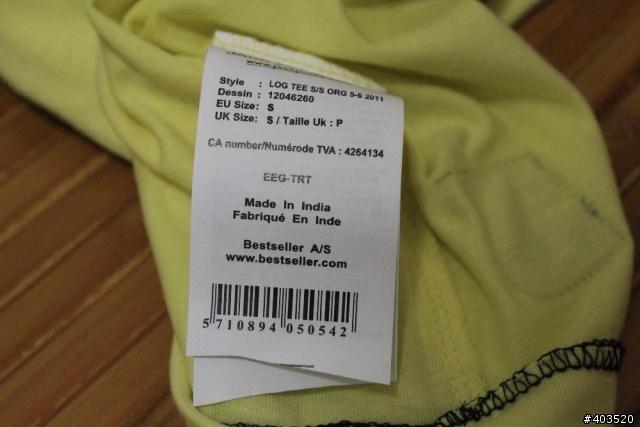 Style : LOG TEE S/S ORG 5-6 2011
Dessin : 12046260
EU Size: S
UK Size: S / Taille Uk : P
CA number/Numérode TVA : 4264134
EEG-TRT
Made In India
Fabriqué En Inde
Bestseller A/S
www.bestseller.com
5 710894 050542
#403520